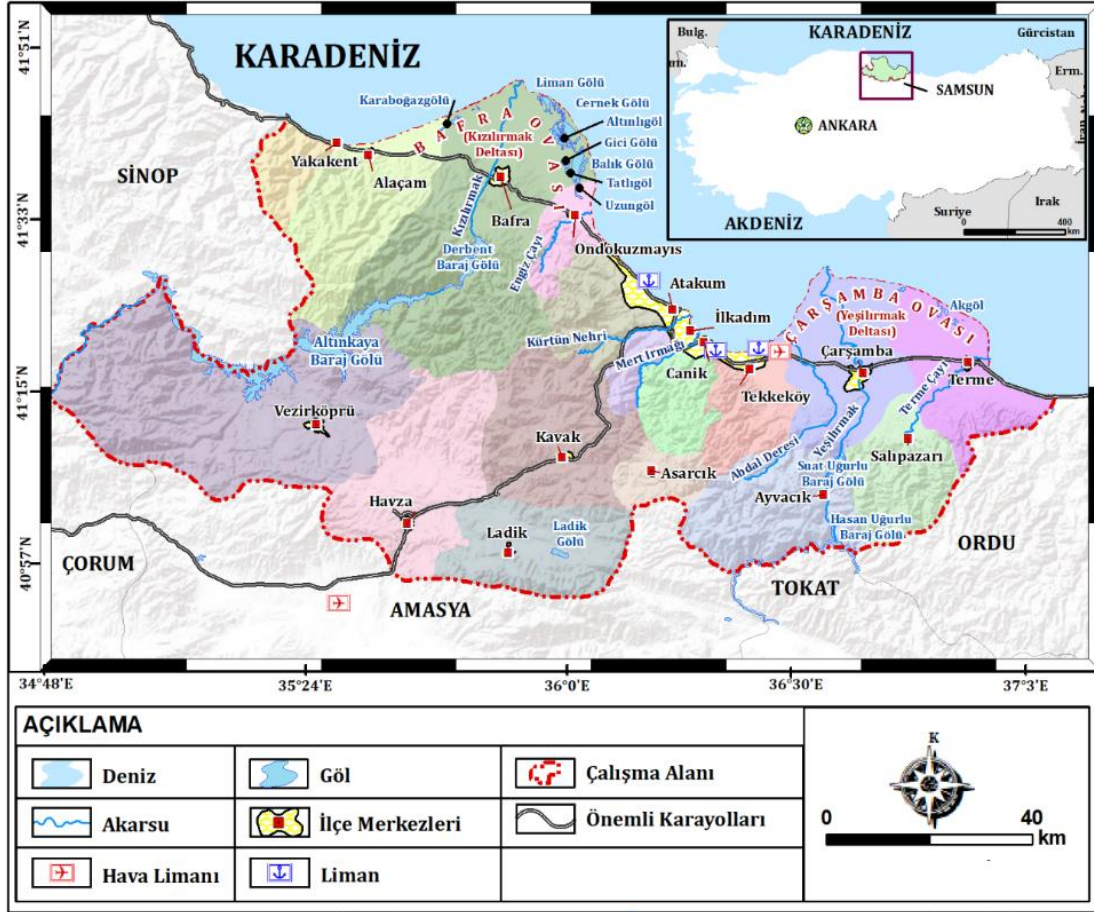 41°51'N
41°33'N
41°15'N
40°57'N
KARADENİZ
Liman Gölü
Cernek Gölü
Karaboğazgölü
Altınlıgöl
Gici Gölü
Balık Gölü
Tatlıgöl
Uzungöl
BAFRA OVASI
(Kızılırmak
Deltası)
Yakakent
Alaçam
SİNOP
Kızılırmak
Bafra
Derbent
Baraj Gölü
Engiz Çayı
Ondokuzmayıs
Atakum
İlkadım
Kürtün Nehri
Mert Irmağı
Canik
Altınkaya
Baraj Gölü
ÇARŞAMBA OVASI
(Yeşilırmak
Deltası)
Akgöl
Çarşamba
Terme
Tekkeköy
Terme Çayı
Vezirköprü
Kavak
Asarcık
Abdal Deresi
Yeşilırmak
Salıpazarı
Suat Uğurlu
Baraj Gölü
Ayvacık
Havza
Ladik
Ladik
Gölü
Hasan Uğurlu
Baraj Gölü
ORDU
ÇORUM
AMASYA
TOKAT
34°48'E
35°24'E
36°0'E
36°30'E
37°3'E
Bulg.
KARADENİZ
Gürcistan
Erm.
SAMSUN
ANKARA
İran
AKDENİZ
Suriye
Irak
0 400
km
AÇIKLAMA
Deniz
Göl
Çalışma Alanı
Akarsu
İlçe Merkezleri
Önemli Karayolları
Hava Limanı
Liman
K
0 40
km